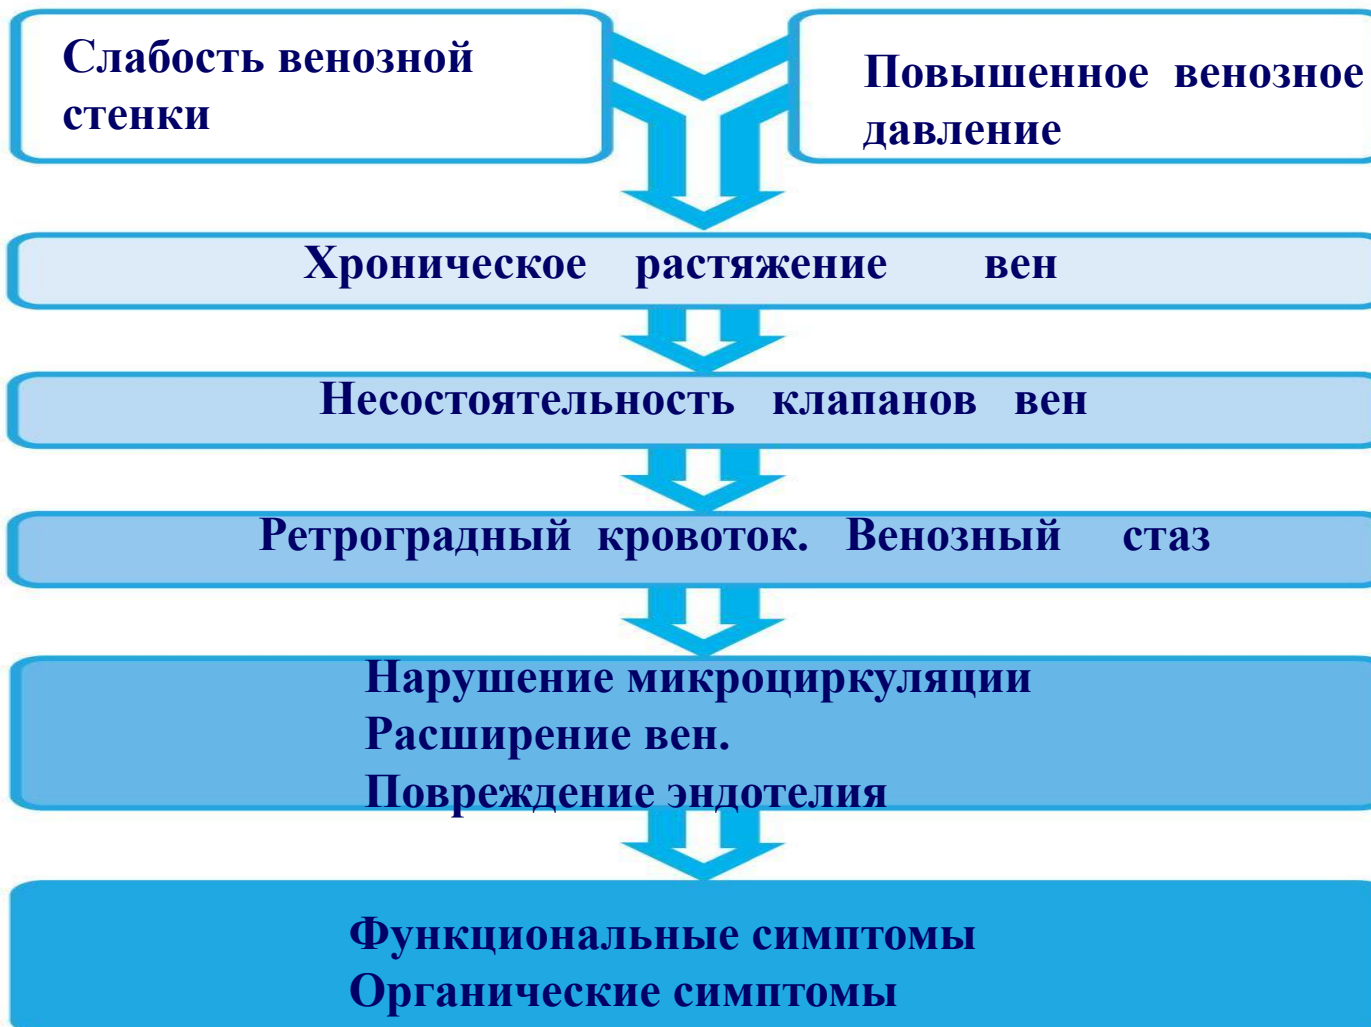 Слабость венозной
стенки
Повышенное венозное
давление
Хроническое растяжение вен
Несостоятельность клапанов вен
Ретроградный кровоток. Венозный стаз
Нарушение микроциркуляции
Расширение вен.
Повреждение эндотелия
Функциональные симптомы
Органические симптомы